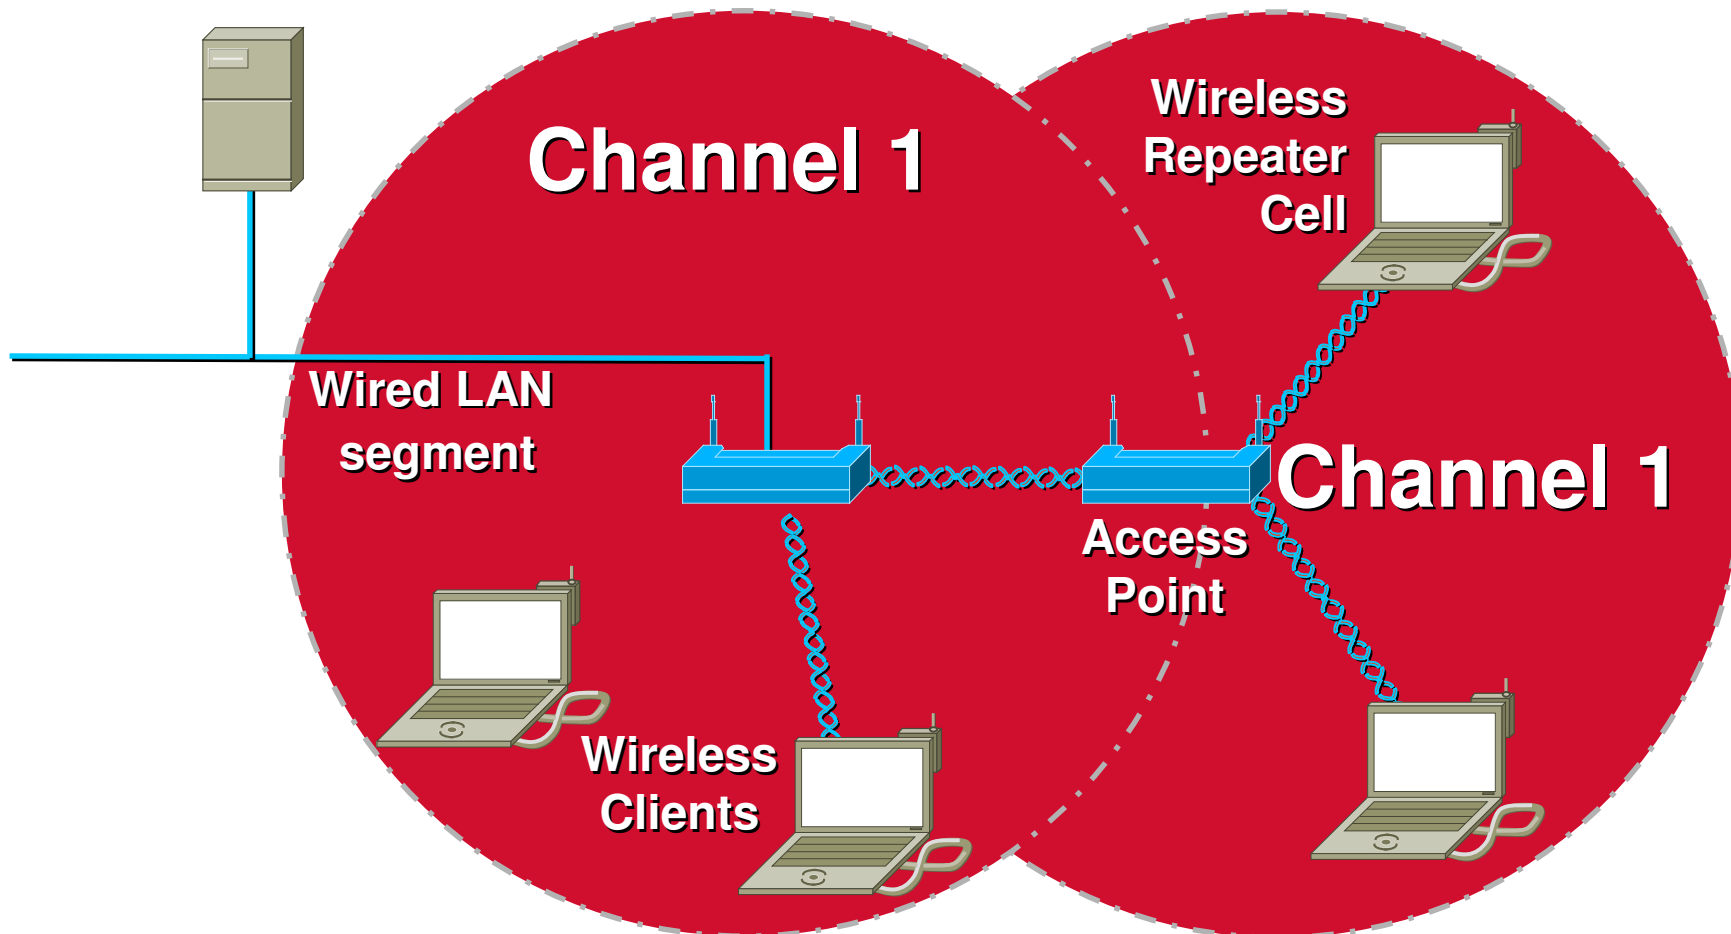 Channel 1
Wireless
Repeater
Cell
Wired LAN
segment
Channel 1
Access
Point
Wireless
Clients